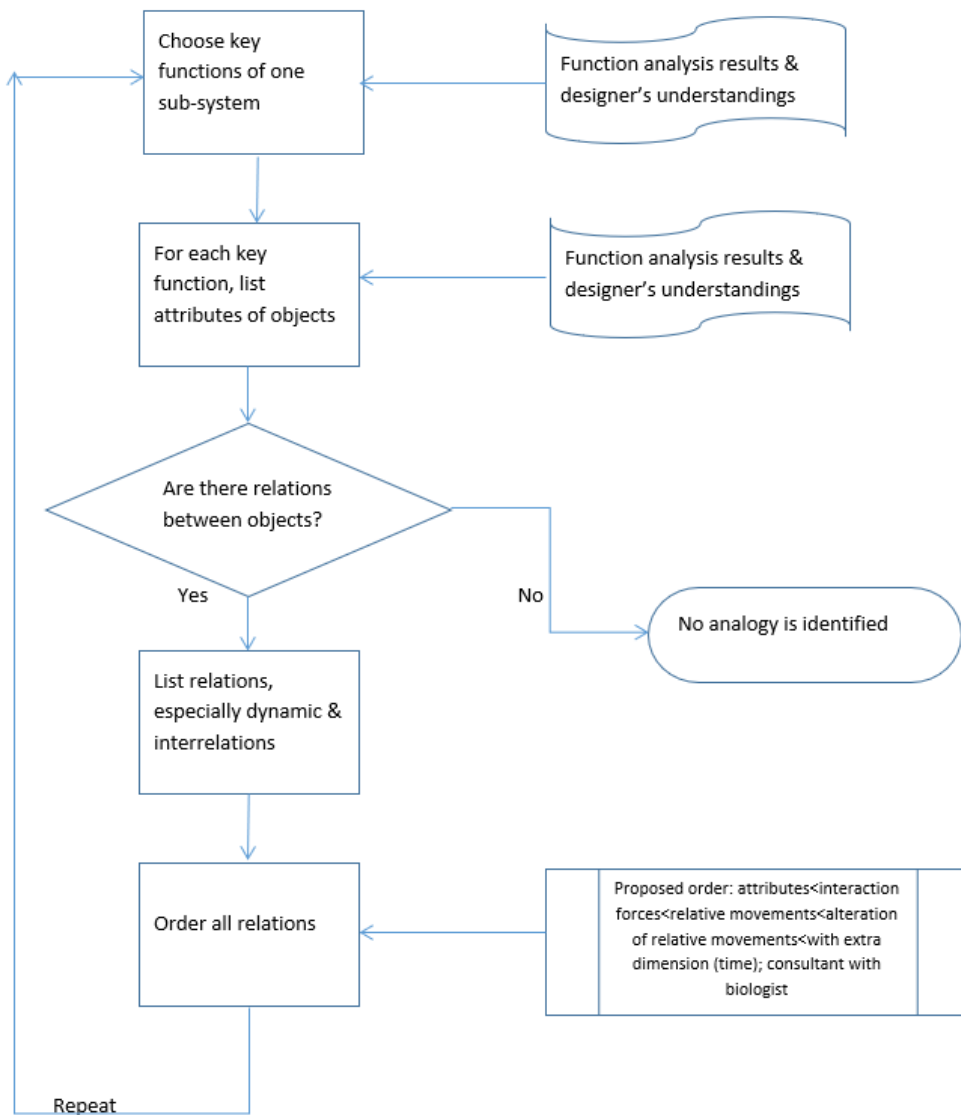 Choose key
functions of one
sub-system
Function analysis results &
designer's understandings
For each key
function, list
attributes of objects
Function analysis results &
designer's understandings
Are there relations
between objects?
Yes
No
No analogy is identified
List relations,
especially dynamic &
interrelations
Order all relations
Proposed order: attributes<interaction
forces<relative movements<alteration
of relative movements<with extra
dimension (time); consultant with
biologist
Repeat